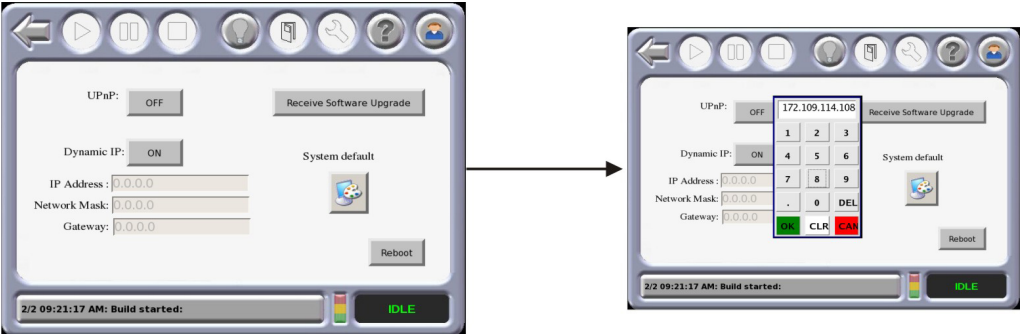 UPnP:
OFF
Receive Software Upgrade
Dynamic IP:
ON
System default
IP Address : 0.0.0.0
Network Mask: 0.0.0.0
Gateway: 0.0.0.0
Reboot
2/2 09:21:17 AM: Build started:
IDLE
172.109.114.108
UPnP:
OFF
Receive Software Upgrade
1 2 3
Dynamic IP:
ON
4 5 6
System default
IP Address : 0.0.0.0
7 8 9
Network Mask: 0.0.0.0
. 0 DEL
Gateway: 0.0.0.0
OK CLR CAN
Reboot
2/2 09:21:17 AM: Build started:
IDLE